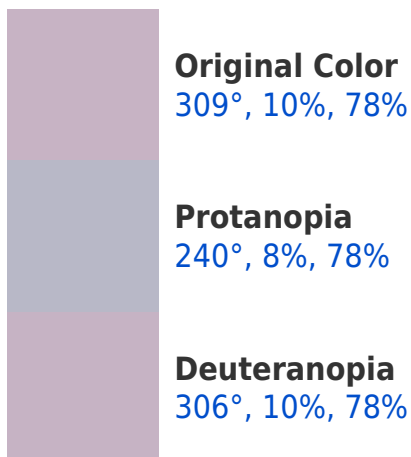 Original Color
309°, 10%, 78%
Protanopia
240°, 8%, 78%
Deuteranopia
306°, 10%, 78%